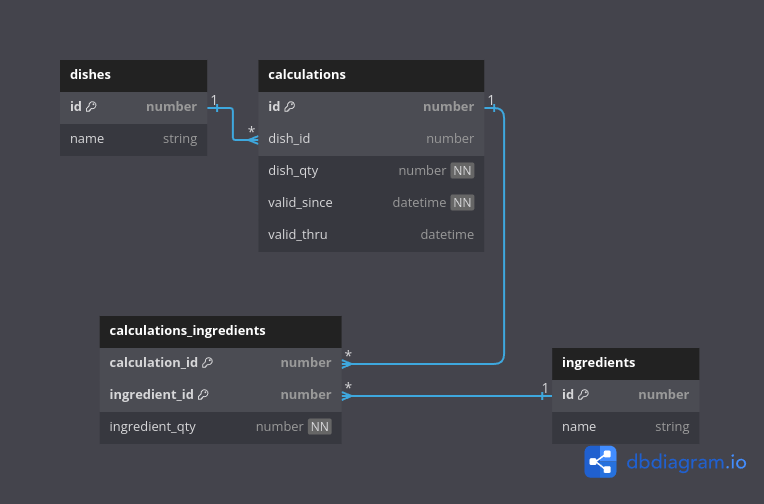 dishes
id number
name string
1
*
calculations
id number
dish_id number
dish_qty number NN
valid_since datetime NN
valid_thru datetime
1
calculations_ingredients
calculation_id number
ingredient_id number
ingredient_qty number NN
*
*
1
ingredients
id number
name string
dbdiagram.io